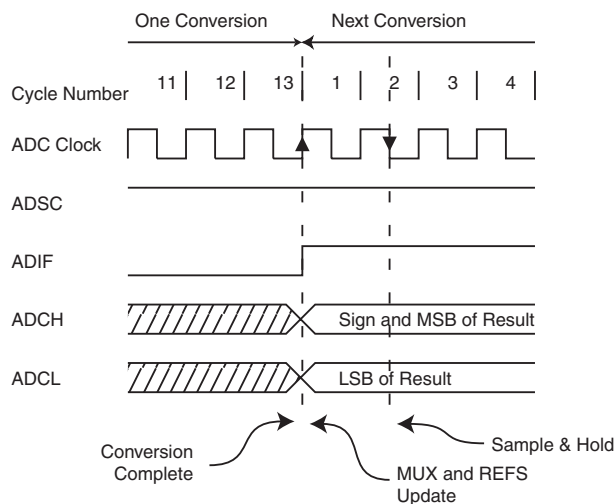 One Conversion Next Conversion
Cycle Number 11 12 13 1 2 3 4
ADC Clock
ADSC
ADIF
ADCH Sign and MSB of Result
ADCL LSB of Result
Conversion
Complete
MUX and REFS
Update
Sample & Hold